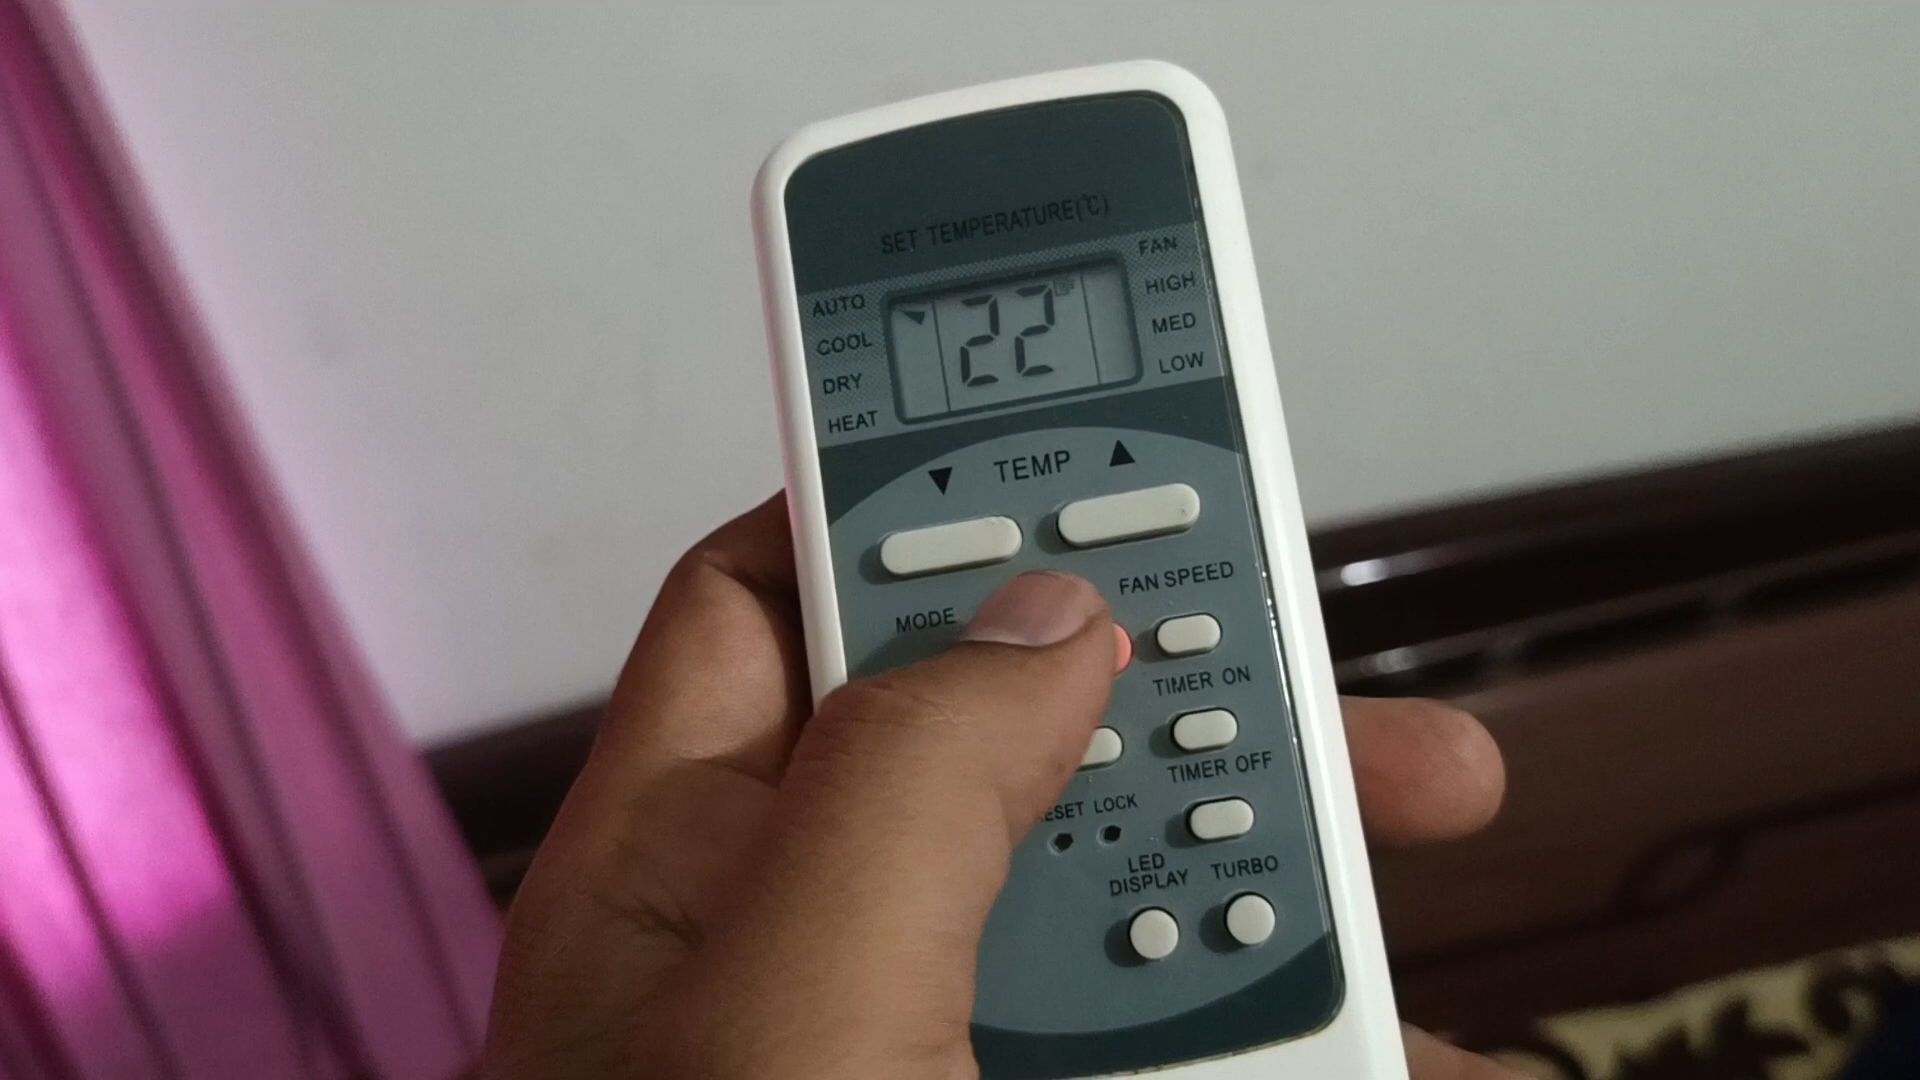 SET TEMPERATURE(°C)
AUTO
COOL
DRY
HEAT
22
FAN
HIGH
MED
LOW
▼ TEMP ▲
MODE
FAN SPEED
TIMER ON
TIMER OFF
LOCK
LED
DISPLAY
TURBO